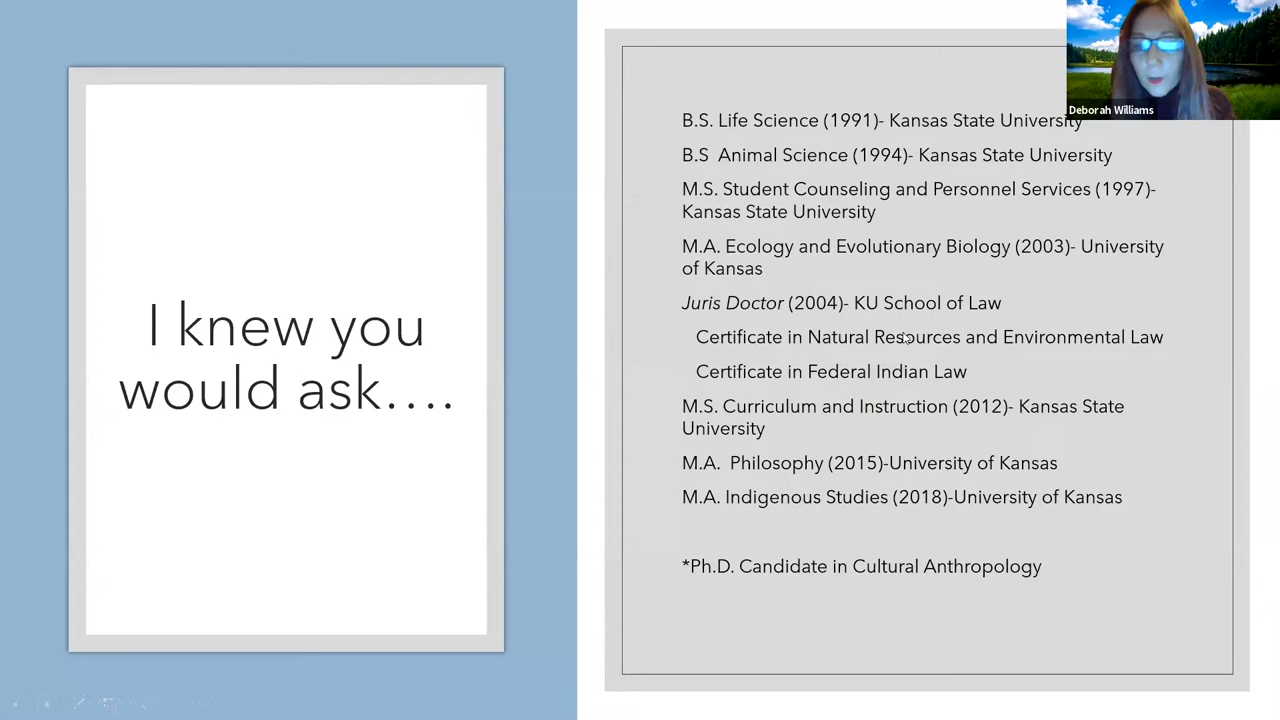 I knew you
would ask....
Deborah Williams
B.S. Life Science (1991)- Kansas State University
B.S  Animal Science (1994)- Kansas State University
M.S. Student Counseling and Personnel Services (1997)-
Kansas State University
M.A. Ecology and Evolutionary Biology (2003)- University
of Kansas
Juris Doctor (2004)- KU School of Law
Certificate in Natural Resources and Environmental Law
Certificate in Federal Indian Law
M.S. Curriculum and Instruction (2012)- Kansas State
University
M.A.  Philosophy (2015)-University of Kansas
M.A. Indigenous Studies (2018)-University of Kansas
*Ph.D. Candidate in Cultural Anthropology